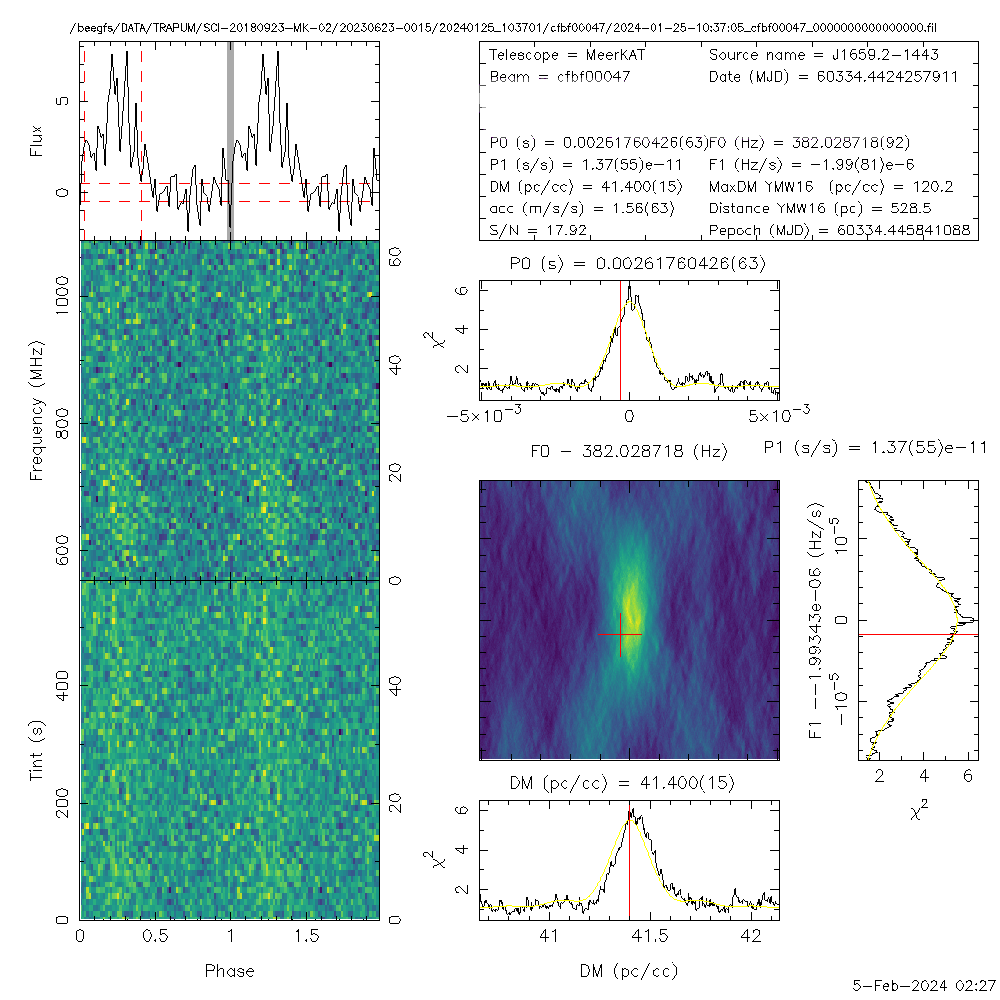 /beegfs/DATA/TRAPUM/SCI-20180923-MK-02/20230623-0015/20240125_103701/cfbf00047/2024-01-25-10:37:05_cfbf00047_0000000000000000.fil
Telescope = MeerKAT
Source name = J1659.2-1443
Beam = cfbf00047
Date (MJD) = 60334.4424257911
P0 (s) = 0.00261760426(63)
F0 (Hz) = 382.028718(92)
P1 (s/s) = 1.37(55)e-11
F1 (Hz/s) = -1.99(81)e-6
DM (pc/cc) = 41.400(15)
MaxDM YMW16 (pc/cc) = 120.2
acc (m/s/s) = 1.56(63)
Distance YMW16 (pc) = 528.5
S/N = 17.92
Pepoch (MJD) = 60334.445841088
Flux
5
0
Frequency (MHz)
1000
800
600
60
40
20
0
Tint (s)
400
200
0
40
20
0
0 0.5 1 1.5
Phase
P0 (s) = 0.00261760426(63)
χ²
6
4
2
−5×10⁻³ 0 5×10⁻³
F0 - 382.028718 (Hz)
P1 (s/s) = 1.37(55)e-11
F1 --1.99343e-06 (Hz/s)
10⁻⁵
0
−10⁻⁵
2 4 6
χ²
DM (pc/cc) = 41.400(15)
χ²
6
4
2
41 41.5 42
DM (pc/cc)
5-Feb-2024 02:27